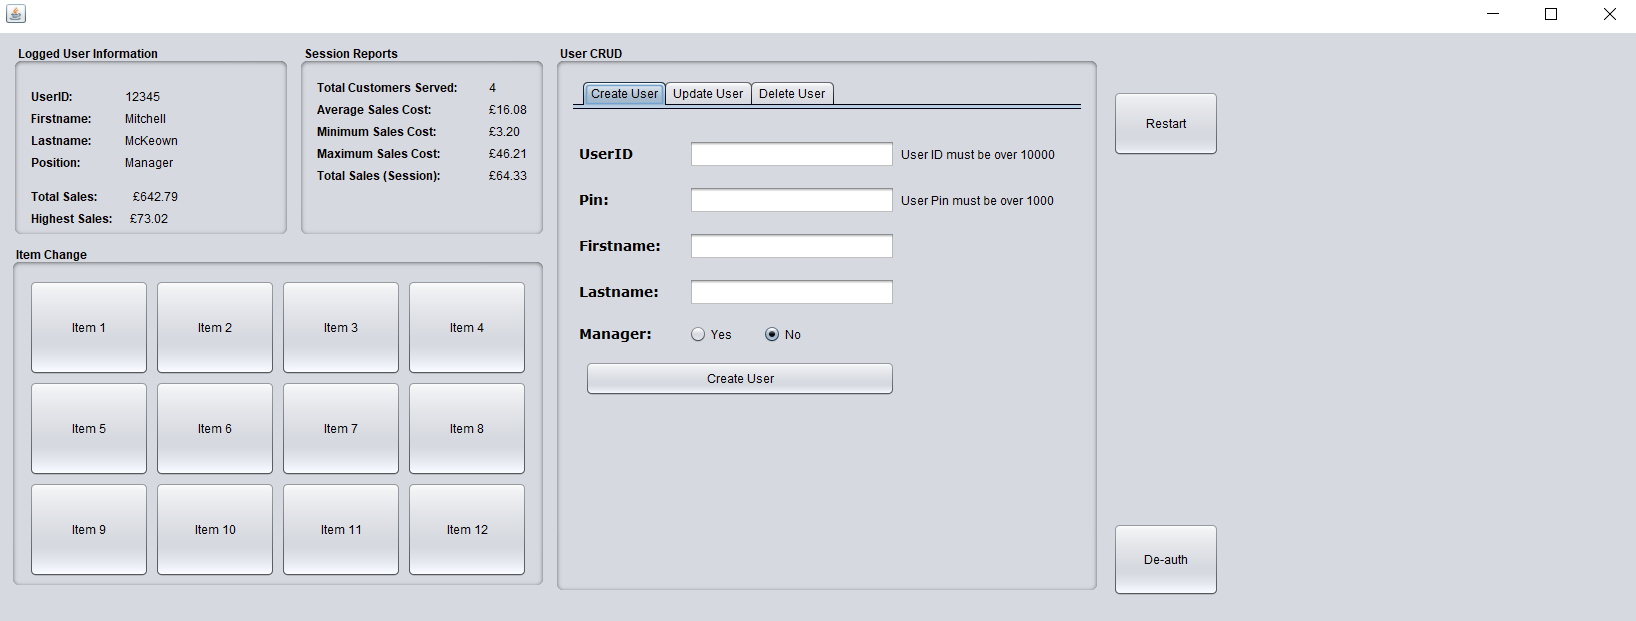 Logged User Information
UserID: 12345
Firstname: Mitchell
Lastname: McKeown
Position: Manager
Total Sales: £642.79
Highest Sales: £73.02
Session Reports
Total Customers Served: 4
Average Sales Cost: £16.08
Minimum Sales Cost: £3.20
Maximum Sales Cost: £46.21
Total Sales (Session): £64.33
Item Change
Item 1 Item 2 Item 3 Item 4
Item 5 Item 6 Item 7 Item 8
Item 9 Item 10 Item 11 Item 12
User CRUD
Create User Update User Delete User
UserID User ID must be over 10000
Pin: User Pin must be over 1000
Firstname:
Lastname:
Manager: Yes No
Create User
Restart
De-auth